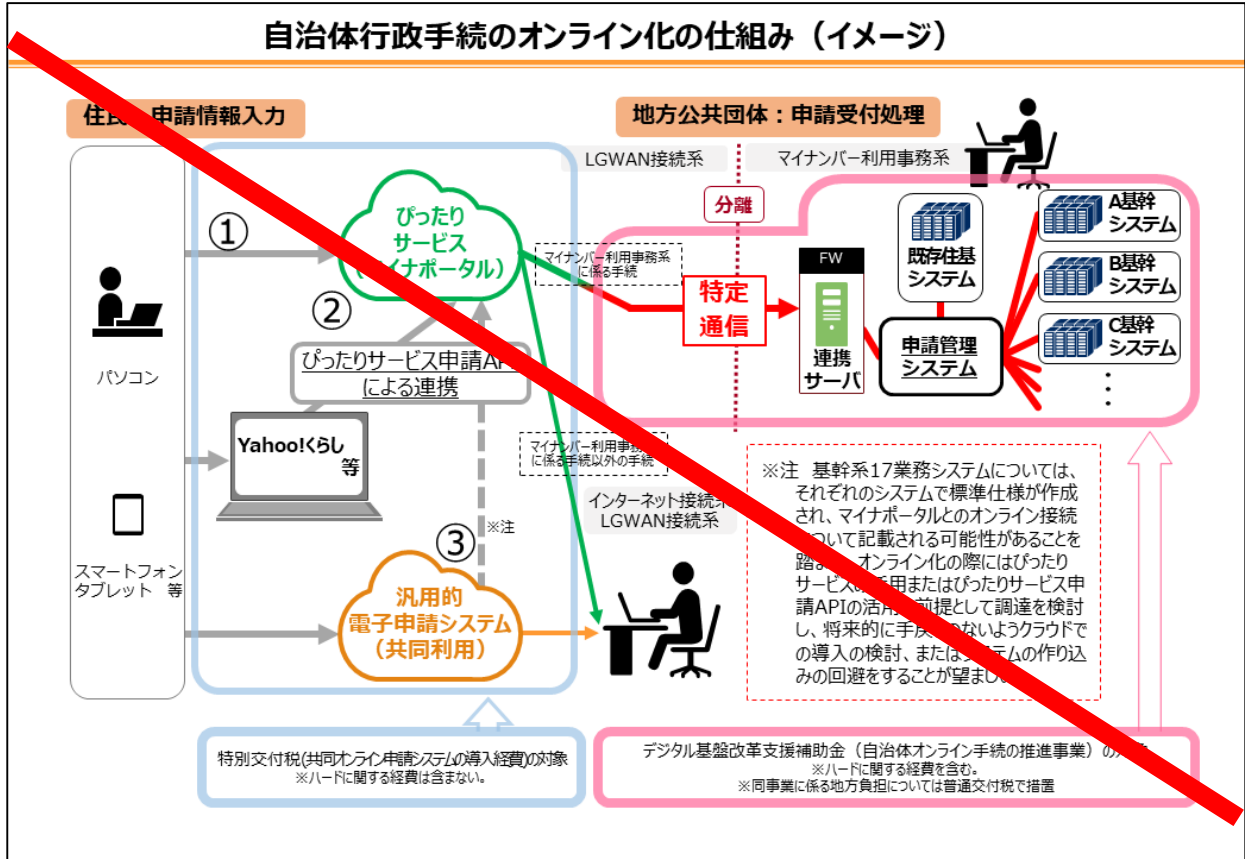 自治体行政手続のオンライン化の仕組み（イメージ）
住民 申請情報入力
地方公共団体：申請受付処理
LGWAN接続系
マイナンバー利用事務系
分離
①
ぴったり
サービス
イナポータル）
マイナンバー利用事務系
に係る手続
特定
通信
FW
連携
サーバ
既存住基
システム
申請管理
システム
A基幹
システム
B基幹
システム
C基幹
システム
・
・
・
パソコン
②
ぴったりサービス申請API
による連携
Yahoo!くらし
等
マイナンバー利用事務
に係る手続以外の手続
インターネット接続
LGWAN接続系
※注
③
スマートフォン
タブレット 等
汎用的
電子申請システム
（共同利用）
※注 基幹系17業務システムについては、
それぞれのシステムで標準仕様が作成
され、マイナポータルとのオンライン接続
ついて記載される可能性があることを
踏ま オンライン化の際にはぴったり
サービスの 活用またはぴったりサービス申
請APIの活用 前提として調達を検討
し、将来的に手戻 のないようクラウドで
の導入の検討、または システムの作り込
みの回避をすることが望まし
特別交付税(共同オンライン申請システムの導入経費)の対象
※ハードに関する経費は含まない。
デジタル基盤改革支援補助金（自治体オンライン手続の推進事業）の
※ハードに関する経費を含む。
※同事業に係る地方負担については普通交付税で措置